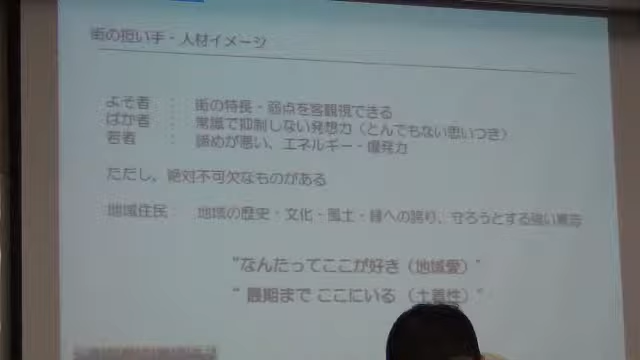 街の担い手・人材イメージ
よそ者 : 街の特長・弱点を客観視できる
ばか者 : 常識で抑制しない発想力（とんでもない思いつき）
若者 : 諦めが悪い、エネルギー・爆発力
ただし、絶対不可欠なものがある
地域住民 地域の歴史・文化・風土・縁への誇り、守ろうとする強い
“なんたってここが好き（地域愛）”
“ 最期まで ここにいる（土着性）”